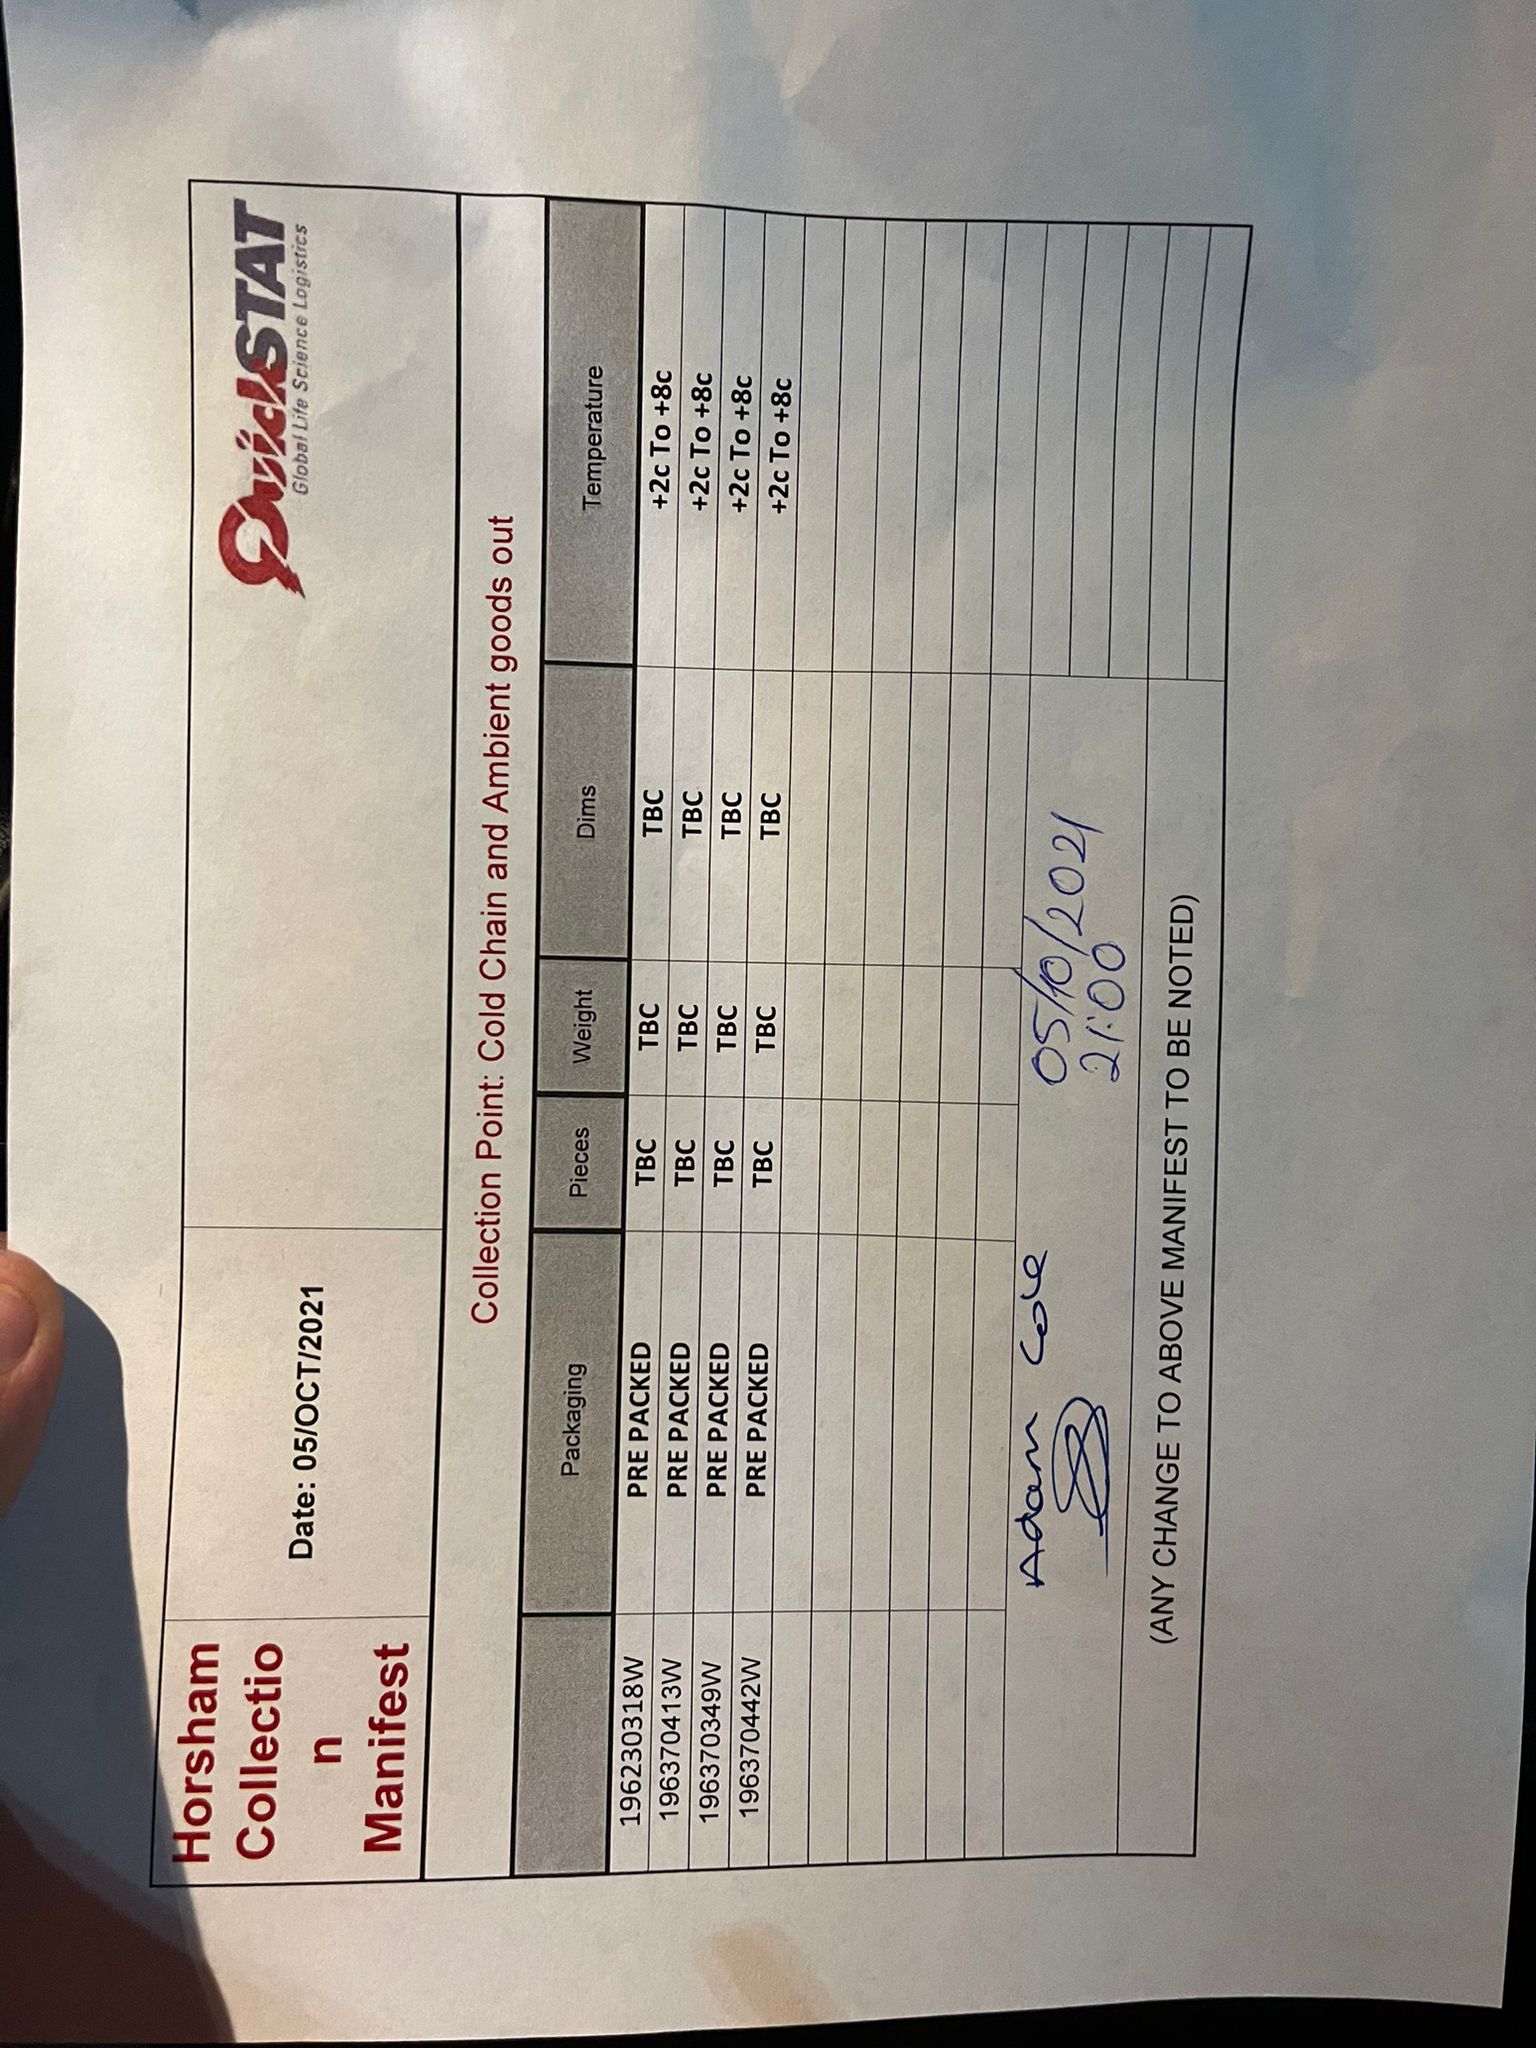 Horsham
Collectio
n
Manifest
Date: 05/OCT/2021
QuickSTAT
Global Life Science Logistics
Collection Point: Cold Chain and Ambient goods out
Packaging Pieces Weight Dims Temperature
196230318W PRE PACKED TBC TBC TBC +2c To +8c
196370413W PRE PACKED TBC TBC TBC +2c To +8c
196370349W PRE PACKED TBC TBC TBC +2c To +8c
196370442W PRE PACKED TBC TBC TBC +2c To +8c
Adam Cole 05/10/2021
21:00
(ANY CHANGE TO ABOVE MANIFEST TO BE NOTED)